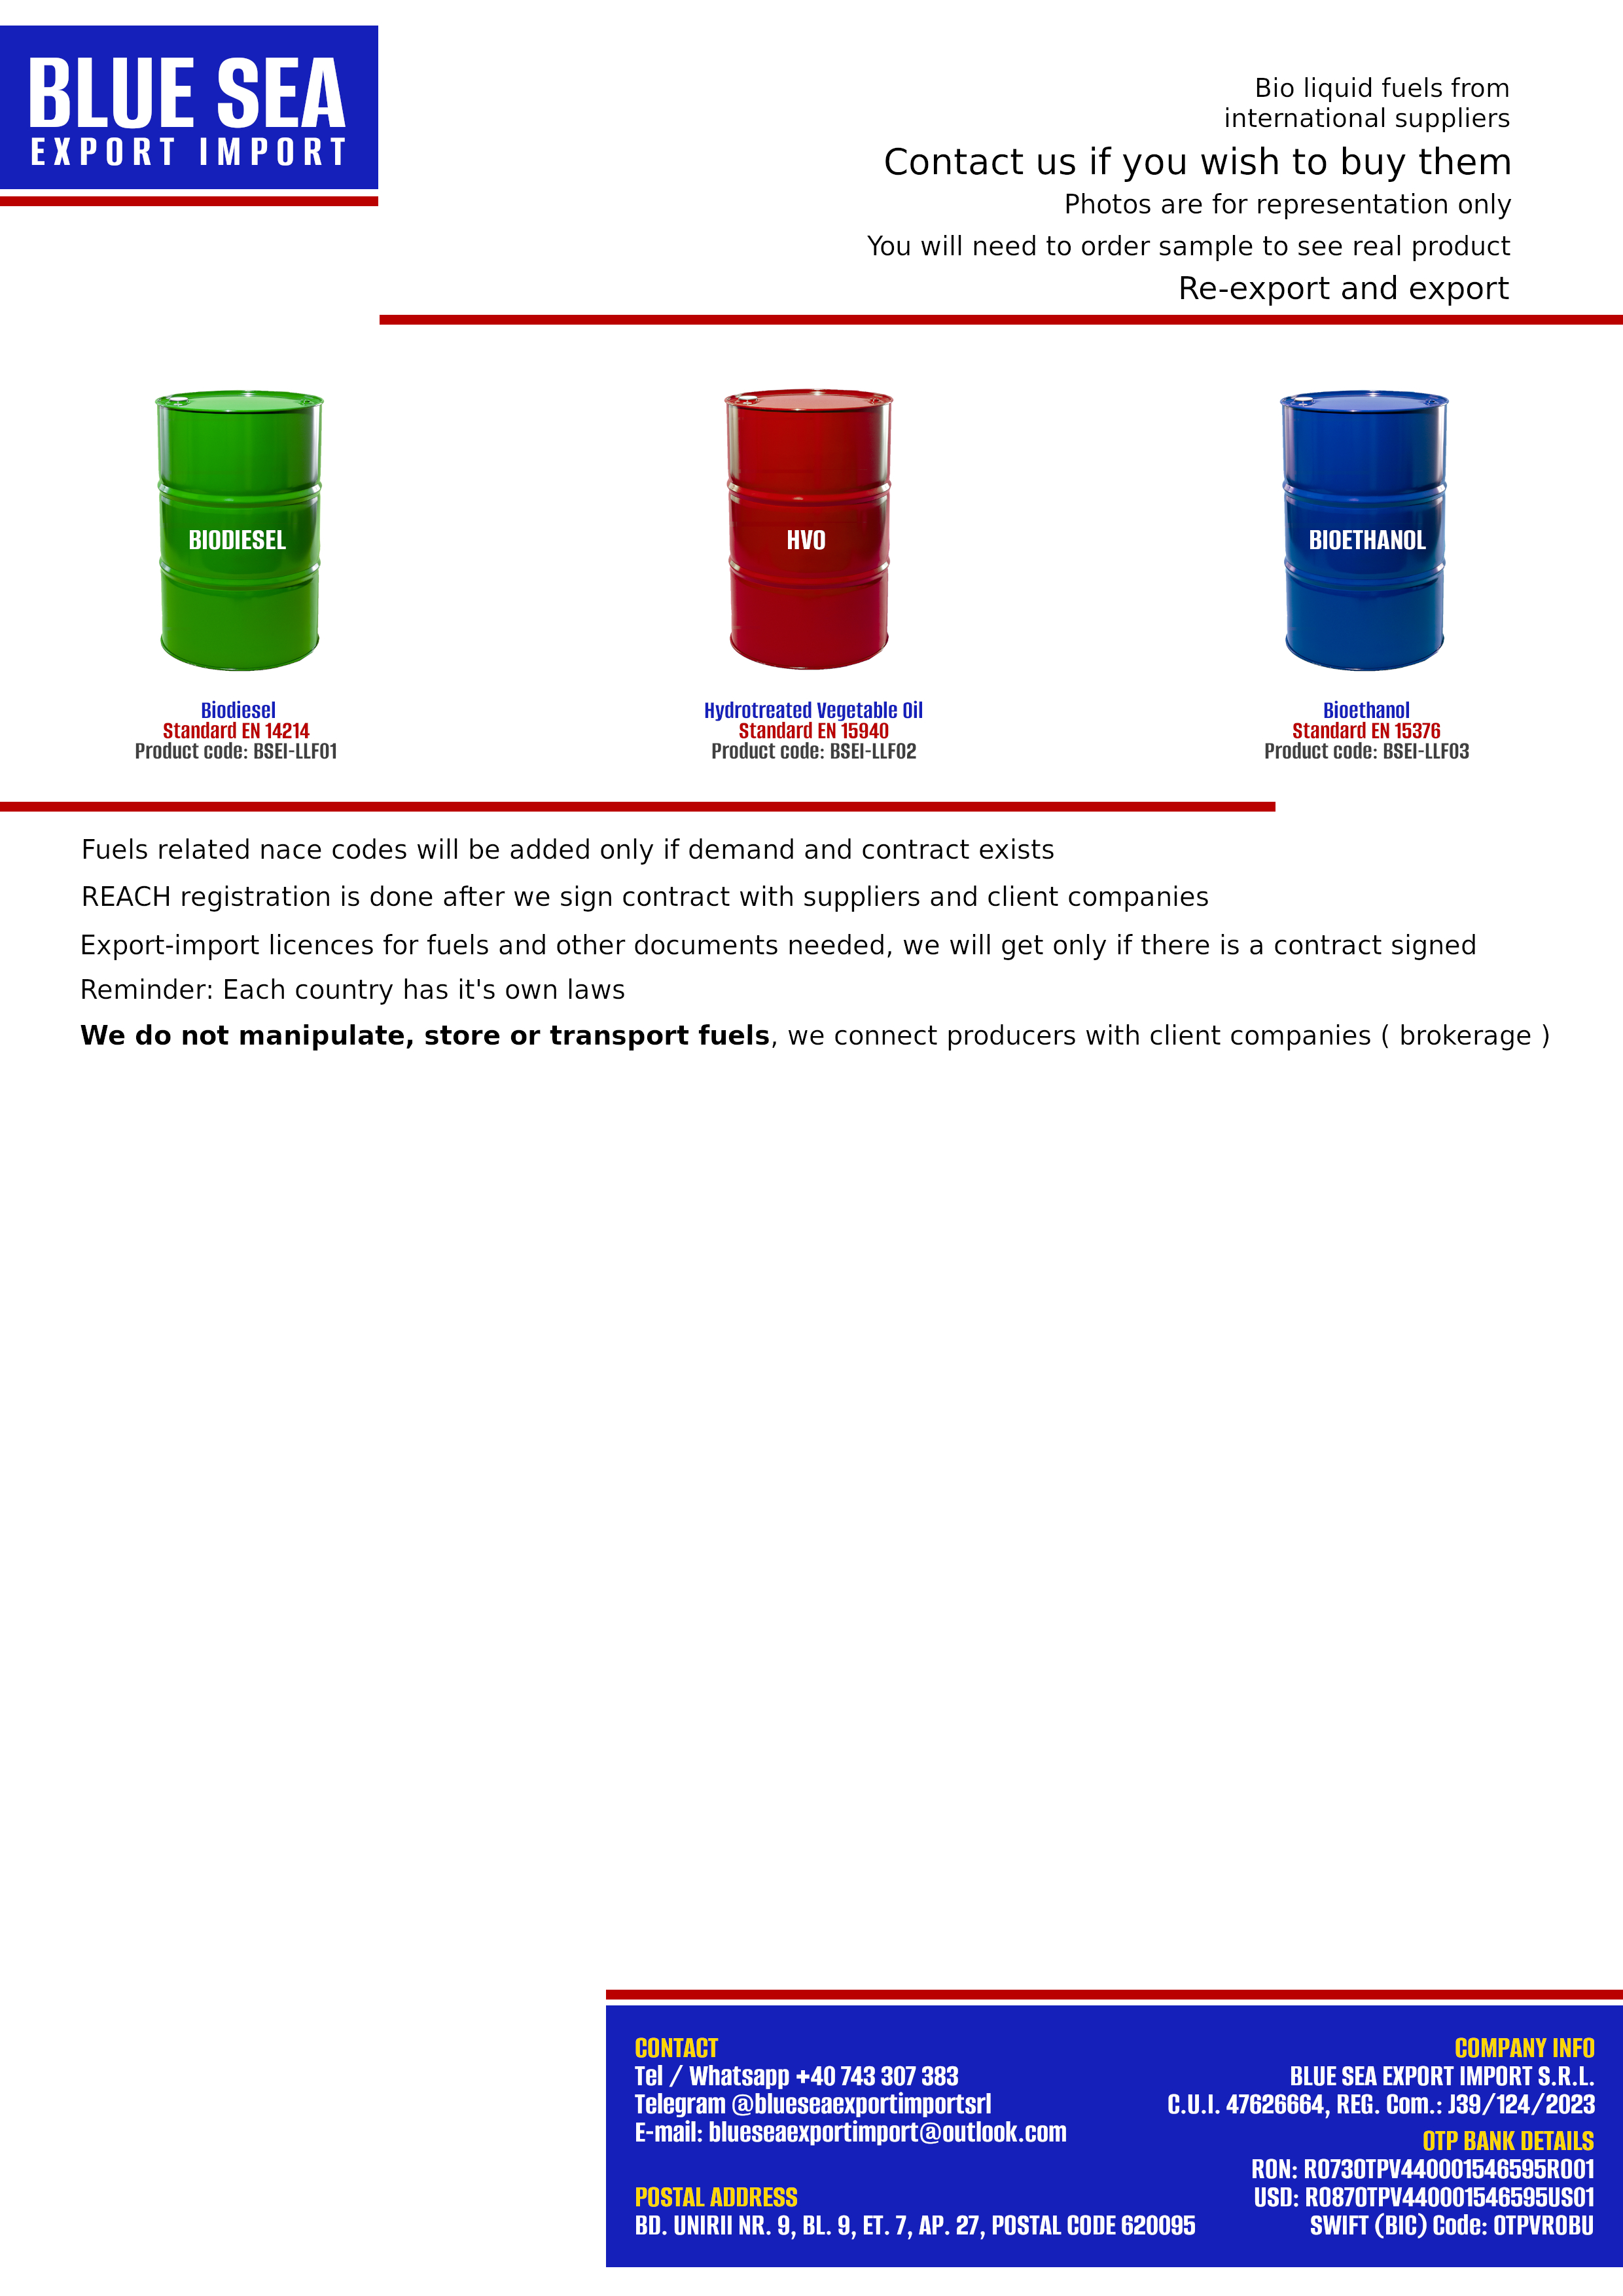 BLUE SEA
EXPORT IMPORT
Bio liquid fuels from
international suppliers
Contact us if you wish to buy them
Photos are for representation only
You will need to order sample to see real product
Re-export and export
BIODIESEL
HVO
BIOETHANOL
Biodiesel
Standard EN 14214
Product code: BSEI-LLF01
Hydrotreated Vegetable Oil
Standard EN 15940
Product code: BSEI-LLF02
Bioethanol
Standard EN 15376
Product code: BSEI-LLF03
Fuels related nace codes will be added only if demand and contract exists
REACH registration is done after we sign contract with suppliers and client companies
Export-import licences for fuels and other documents needed, we will get only if there is a contract signed
Reminder: Each country has it's own laws
We do not manipulate, store or transport fuels, we connect producers with client companies ( brokerage )
CONTACT
Tel / Whatsapp +40 743 307 383
Telegram @blueseaexportimportsrl
E-mail: blueseaexportimport@outlook.com
POSTAL ADDRESS
BD. UNIRII NR. 9, BL. 9, ET. 7, AP. 27, POSTAL CODE 620095
COMPANY INFO
BLUE SEA EXPORT IMPORT S.R.L.
C.U.I. 47626664, REG. Com.: J39/124/2023
OTP BANK DETAILS
RON: RO73OTPV440001546595RO01
USD: RO87OTPV440001546595US01
SWIFT (BIC) Code: OTPVROBU